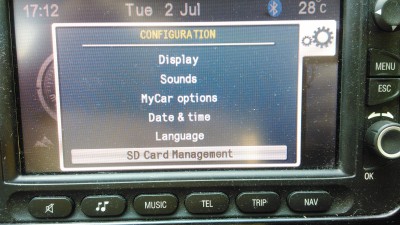 17:12 Tue 2 Jul 28°C
CONFIGURATION
Display
Sounds
MyCar options
Date & time
Language
SD Card Management
MENU
ESC
OK
MUSIC TEL TRIP NAV